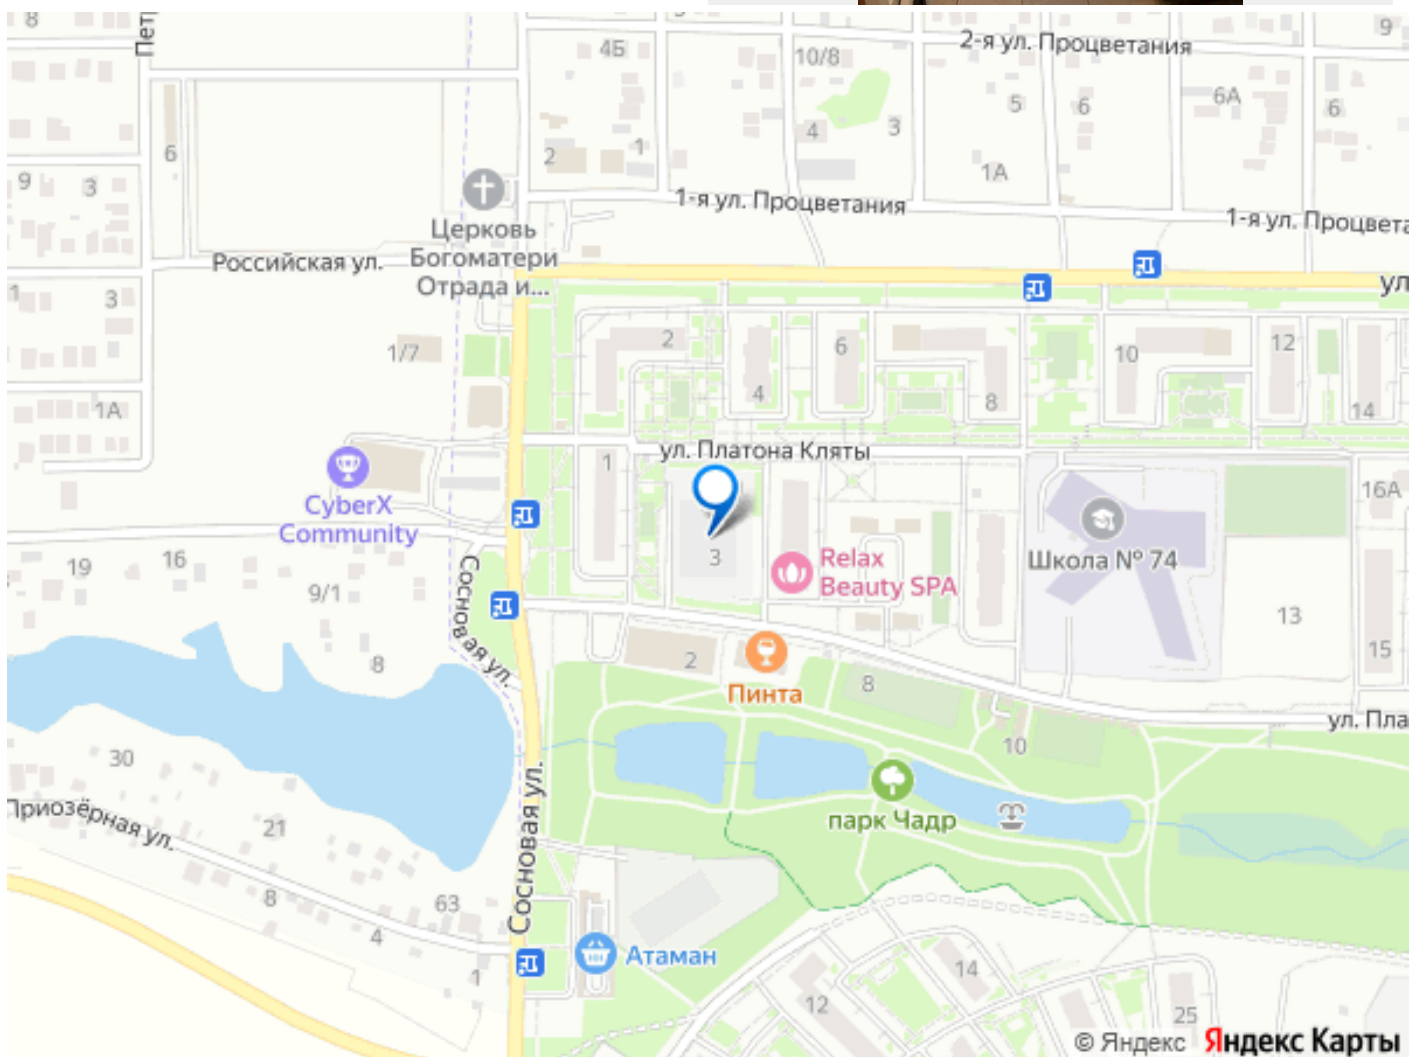 8
Петр
4Б
10/8
2-я ул. Процветания
9
5
6
6А
6
6
2
1
4
3
1А
9
3
1-я ул. Процветания
1-я ул. Процвета
Церковь
Богоматери
Отрада и...
Российская ул.
ул
1
3
1/7
2
4
6
8
10
12
14
1А
ул. Платона Кляты
1
3
CyberX
Community
Relax
Beauty SPA
Школа № 74
16А
19
16
9/1
8
Сосновая ул.
13
15
2
Пинта
8
10
ул. Пла
30
Приозёрная ул.
21
8
63
4
1
Сосновая ул.
парк Чадр
Атаман
14
12
25
© Яндекс Яндекс Карты